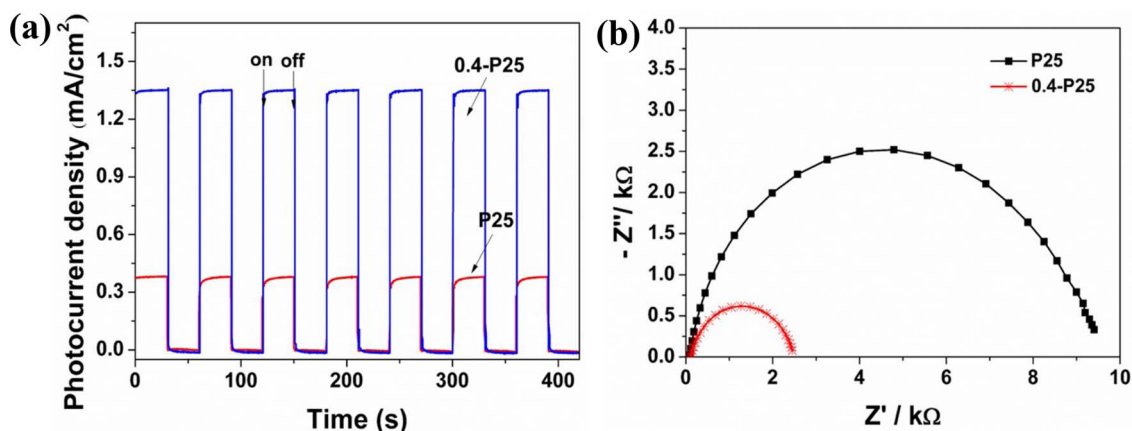 (a)
Photocurrent density (mA/cm²)
1.5
1.2
0.9
0.6
0.3
0.0
on off
0.4-P25
P25
0 100 200 300 400
Time (s)
(b)
- Z''/ kΩ
4.0
3.5
3.0
2.5
2.0
1.5
1.0
0.5
0.0
P25
0.4-P25
0 2 4 6 8 10
Z' / kΩ